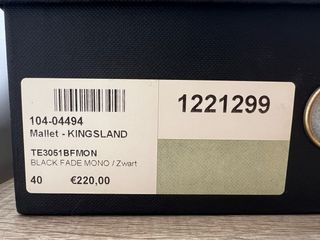 104-04494
Mallet - KINGSLAND
TE3051BFMON
BLACK FADE MONO / Zwart
40 €220,00
1221299